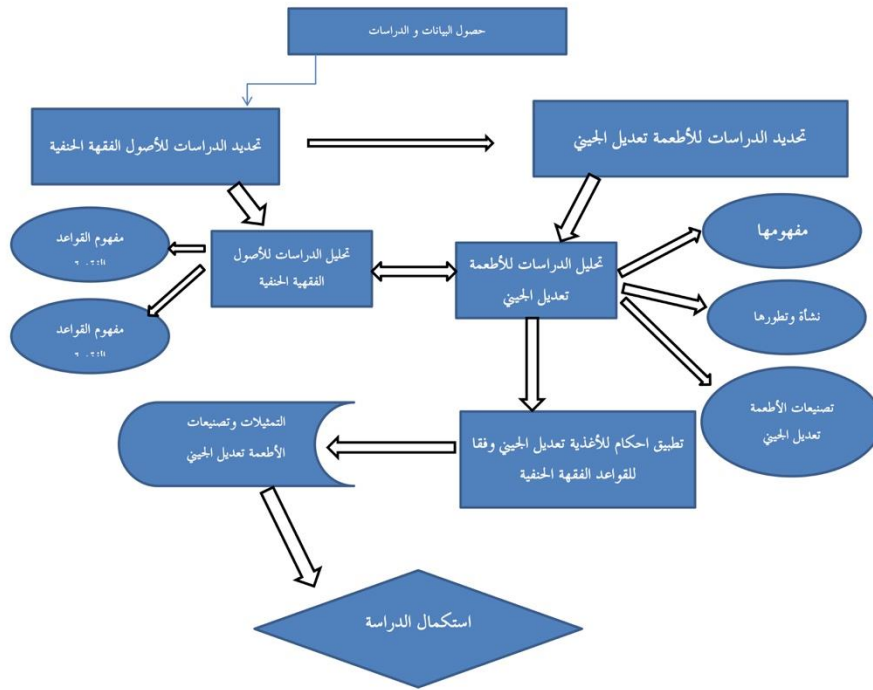 حصول البيانات و الدراسات
تحديد الدراسات للأطعمة تعديل الجيني
تحديد الدراسات للأصول الفقهة الحنفية
مفهومها
مفهوم القواعد
تحليل الدراسات للأصول
الفقهية الحنفية
تحليل الدراسات للأطعمة
تعديل الجيني
نشأة وتطورها
مفهوم القواعد
تصنيعات الأطعمة
تعديل الجيني
التمثيلات وتصنيعات
الأطعمة تعديل الجيني
تطبيق احكام للأغذية تعديل الجيني وفقا
للقواعد الفقهة الحنفية
استكمال الدراسة